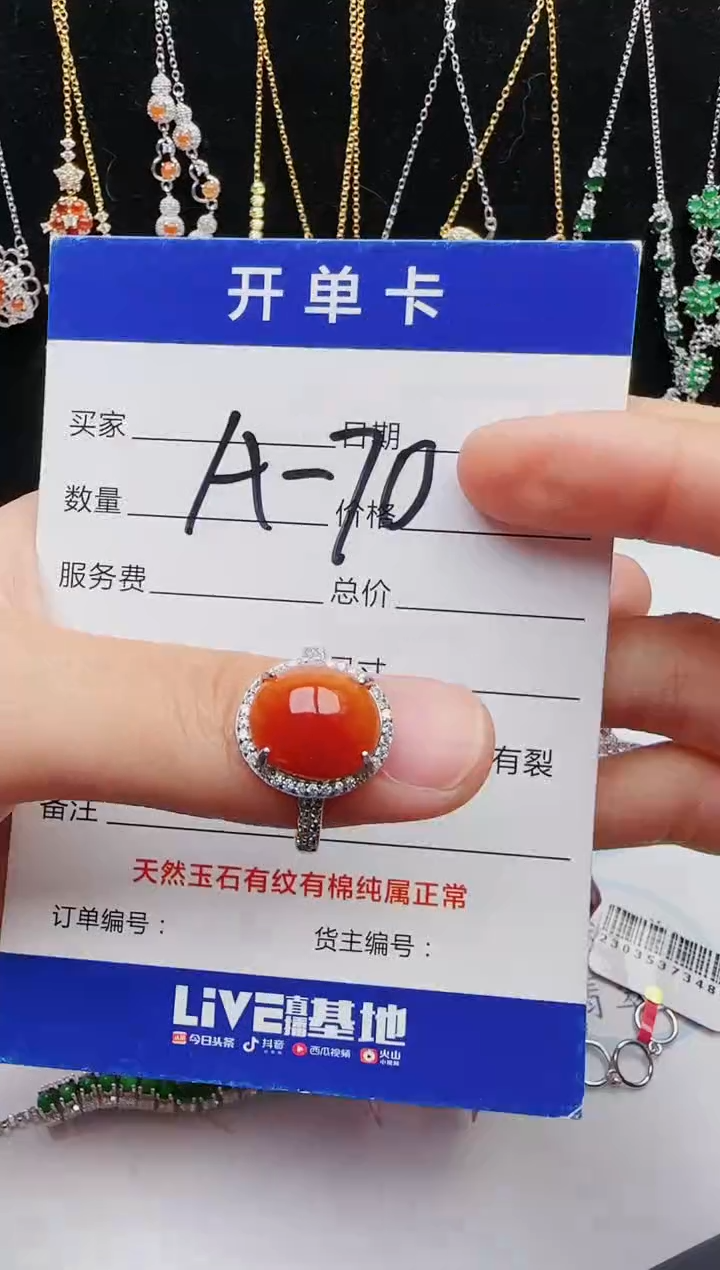 开单卡
买家 日期
A-70
数量 价格
服务费 总价
尺寸
有裂
备注
天然玉石有纹有棉纯属正常
订单编号：
货主编号：
LiVE直播基地
今日头条 抖音 西瓜视频 火山
2303537348